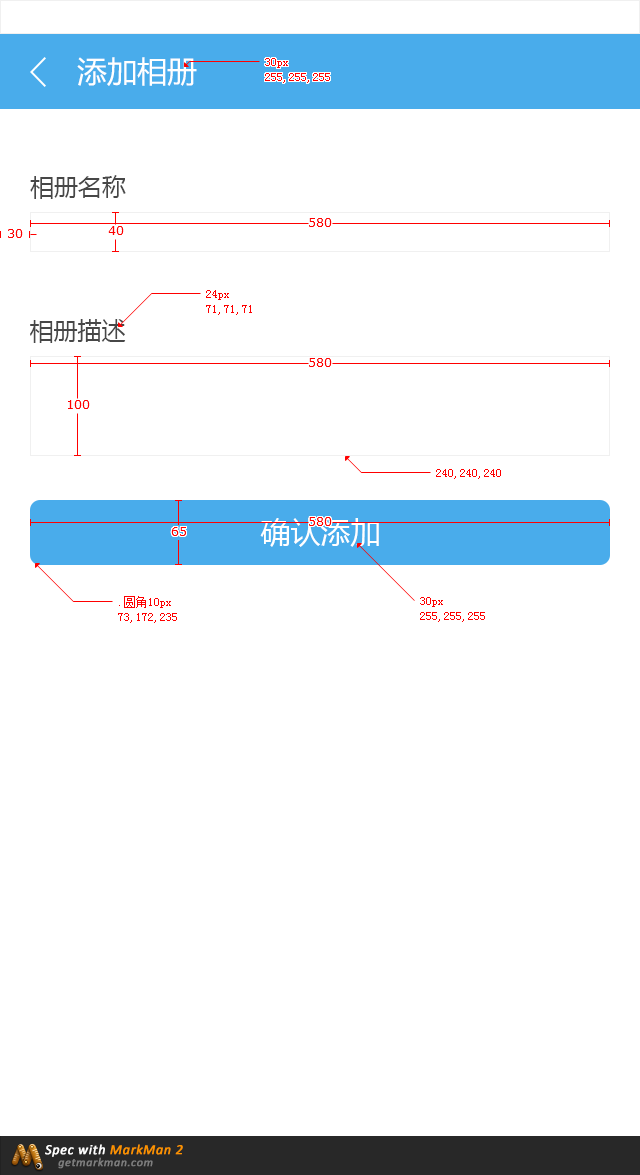 添加相册
30px
255, 255, 255
相册名称
580
30
40
24px
71, 71, 71
相册描述
580
100
240, 240, 240
580
65
确认添加
. 圆角10px
73, 172, 235
30px
255, 255, 255
Spec with MarkMan 2
getmarkman.com